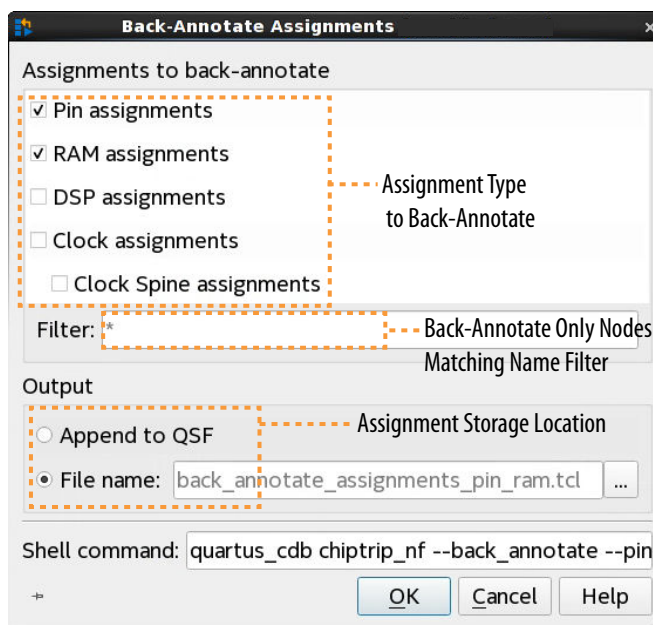 Back-Annotate Assignments
Assignments to back-annotate
Pin assignments
RAM assignments
DSP assignments
Assignment Type
to Back-Annotate
Clock assignments
Clock Spine assignments
Filter: *
Back-Annotate Only Nodes
Matching Name Filter
Output
Append to QSF
Assignment Storage Location
File name: back_annotate_assignments_pin_ram.tcl ...
Shell command: quartus_cdb chiptrip_nf --back_annotate --pin
OK Cancel Help